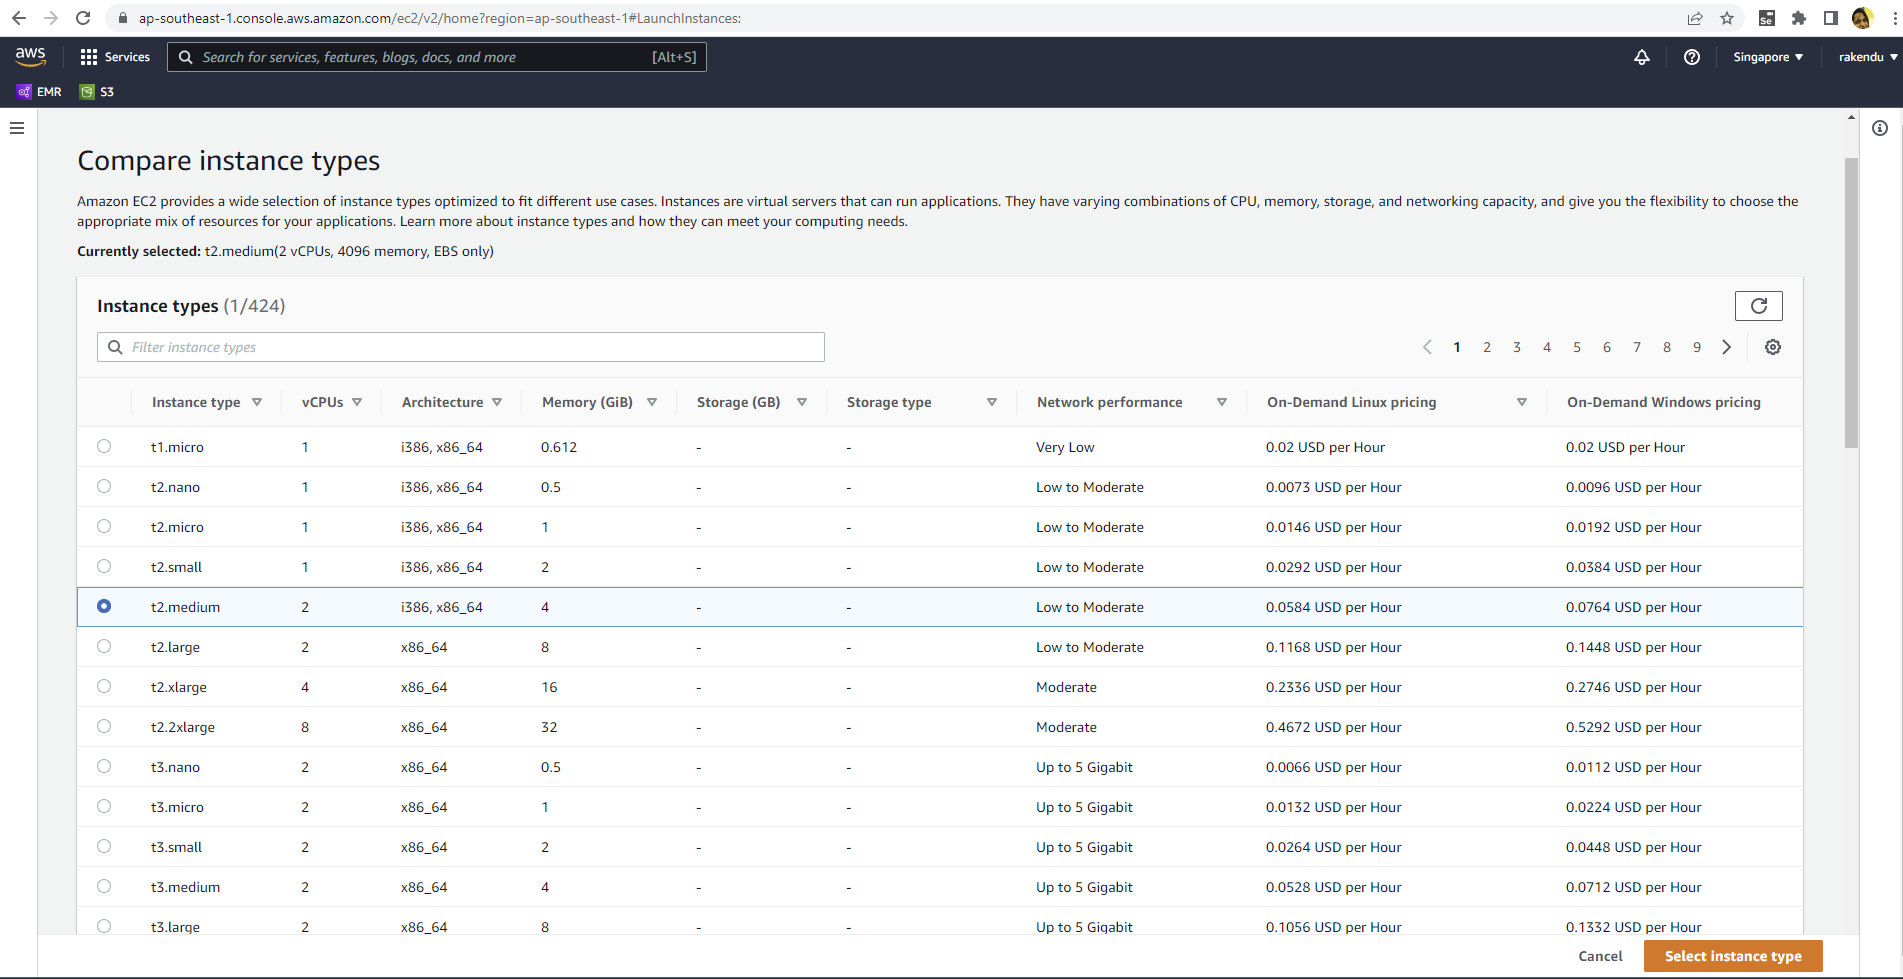 ap-southeast-1.console.aws.amazon.com/ec2/v2/home?region=ap-southeast-1#LaunchInstances:
Se
aws Services Search for services, features, blogs, docs, and more [Alt+S] Singapore rakendu
EMR S3
Compare instance types
Amazon EC2 provides a wide selection of instance types optimized to fit different use cases. Instances are virtual servers that can run applications. They have varying combinations of CPU, memory, storage, and networking capacity, and give you the flexibility to choose the
appropriate mix of resources for your applications. Learn more about instance types and how they can meet your computing needs.
Currently selected: t2.medium(2 vCPUs, 4096 memory, EBS only)
Instance types (1/424)
Filter instance types 1 2 3 4 5 6 7 8 9
Instance type vCPUs Architecture Memory (GiB) Storage (GB) Storage type Network performance On-Demand Linux pricing On-Demand Windows pricing
t1.micro 1 i386, x86_64 0.612 - - Very Low 0.02 USD per Hour 0.02 USD per Hour
t2.nano 1 i386, x86_64 0.5 - - Low to Moderate 0.0073 USD per Hour 0.0096 USD per Hour
t2.micro 1 i386, x86_64 1 - - Low to Moderate 0.0146 USD per Hour 0.0192 USD per Hour
t2.small 1 i386, x86_64 2 - - Low to Moderate 0.0292 USD per Hour 0.0384 USD per Hour
t2.medium 2 i386, x86_64 4 - - Low to Moderate 0.0584 USD per Hour 0.0764 USD per Hour
t2.large 2 x86_64 8 - - Low to Moderate 0.1168 USD per Hour 0.1448 USD per Hour
t2.xlarge 4 x86_64 16 - - Moderate 0.2336 USD per Hour 0.2746 USD per Hour
t2.2xlarge 8 x86_64 32 - - Moderate 0.4672 USD per Hour 0.5292 USD per Hour
t3.nano 2 x86_64 0.5 - - Up to 5 Gigabit 0.0066 USD per Hour 0.0112 USD per Hour
t3.micro 2 x86_64 1 - - Up to 5 Gigabit 0.0132 USD per Hour 0.0224 USD per Hour
t3.small 2 x86_64 2 - - Up to 5 Gigabit 0.0264 USD per Hour 0.0448 USD per Hour
t3.medium 2 x86_64 4 - - Up to 5 Gigabit 0.0528 USD per Hour 0.0712 USD per Hour
t3.large 2 x86_64 8 - - Up to 5 Gigabit 0.1056 USD per Hour 0.1332 USD per Hour
Cancel Select instance type